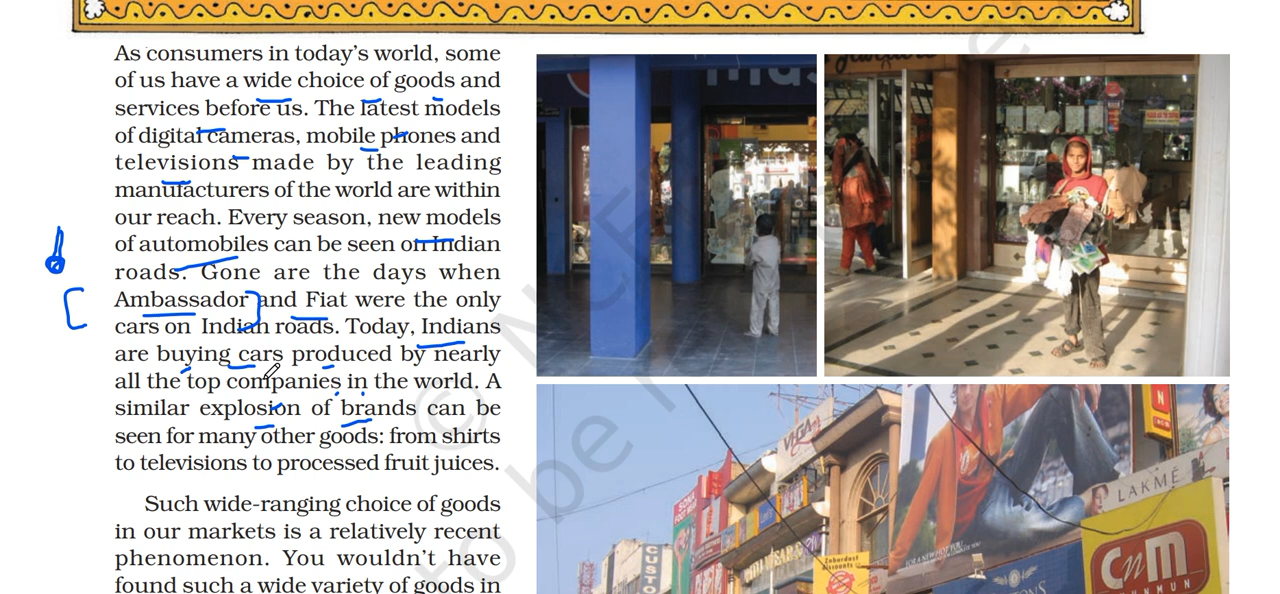 As consumers in today's world, some
of us have a wide choice of goods and
services before us. The latest models
of digital cameras, mobile phones and
televisions made by the leading
manufacturers of the world are within
our reach. Every season, new models
of automobiles can be seen on Indian
roads. Gone are the days when
Ambassador and Fiat were the only
cars on Indian roads. Today, Indians
are buying cars produced by nearly
all the top companies in the world. A
similar explosion of brands can be
seen for many other goods: from shirts
to televisions to processed fruit juices.
Such wide-ranging choice of goods
in our markets is a relatively recent
phenomenon. You wouldn't have
found such a wide variety of goods in
VEGA
LAKMÉ
CUSTO
N
CnM